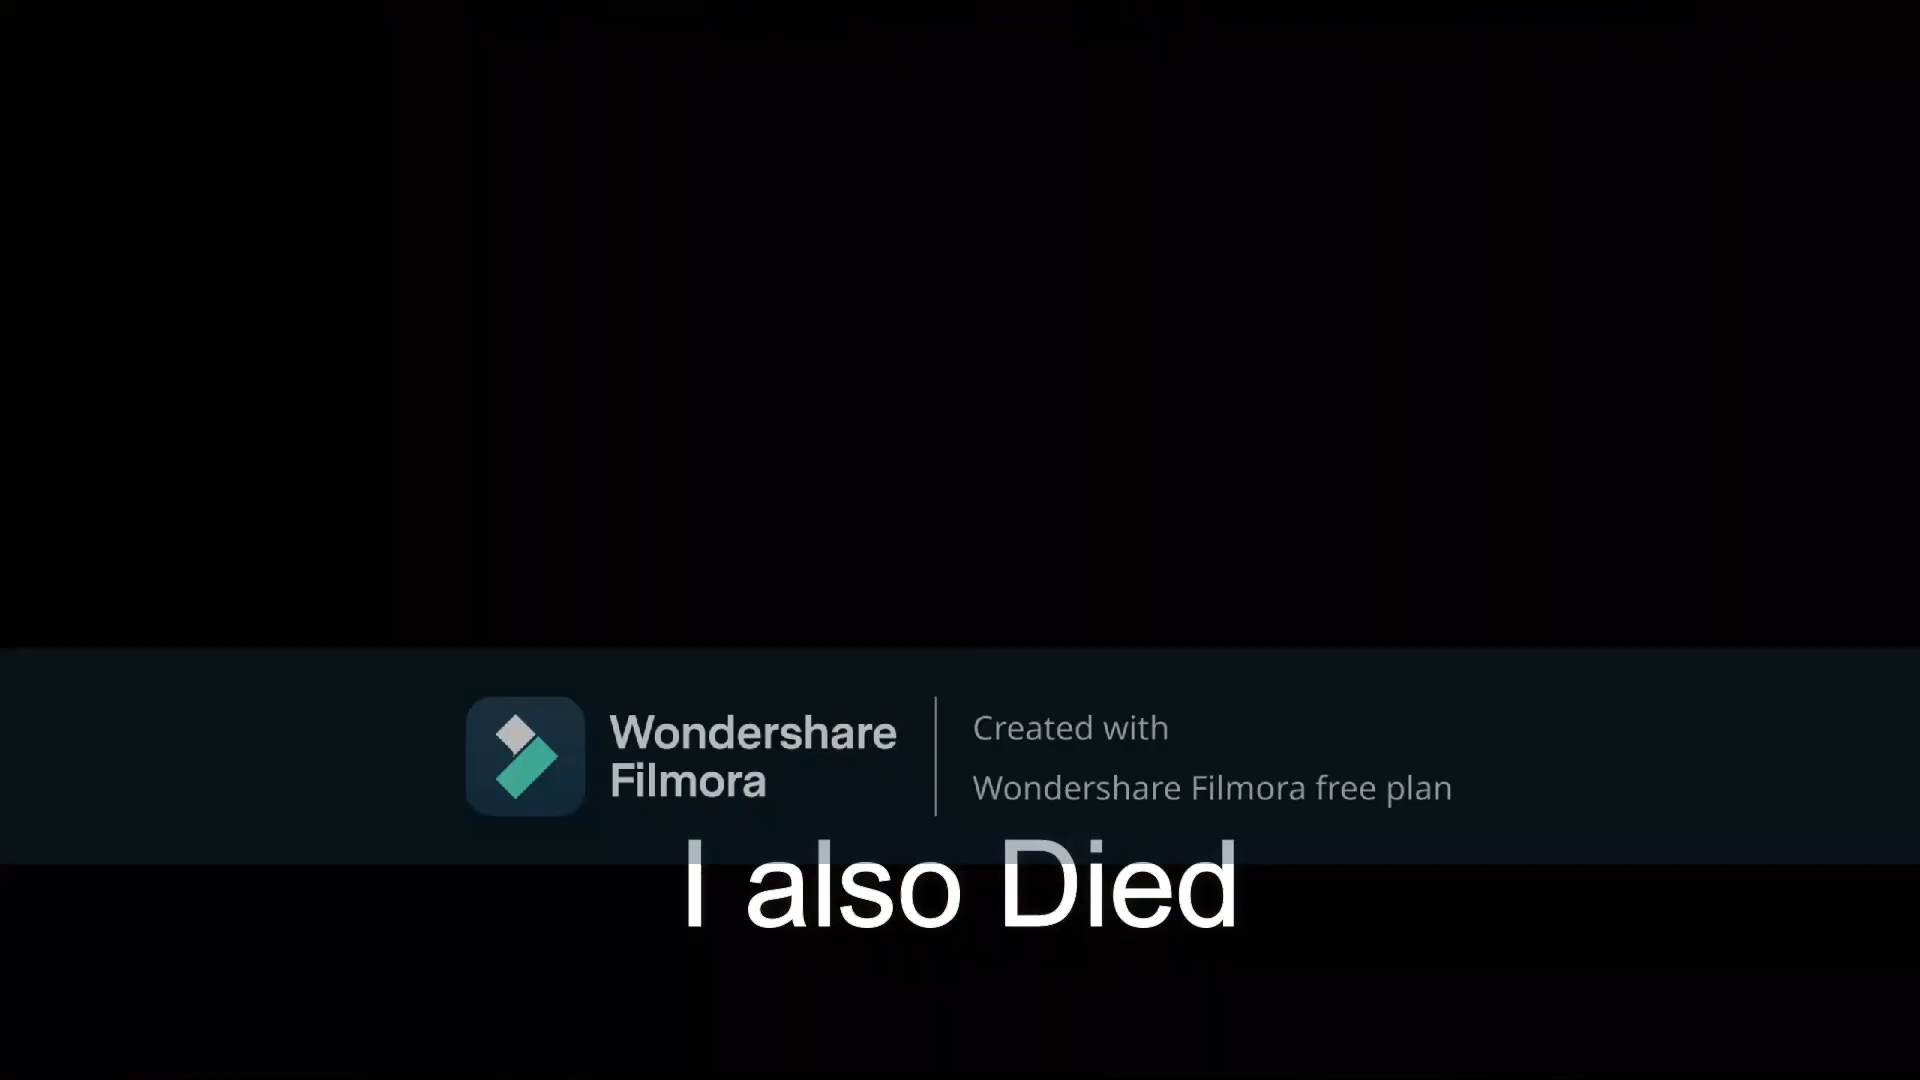 Wondershare
Filmora
Created with
Wondershare Filmora free plan
I also Died